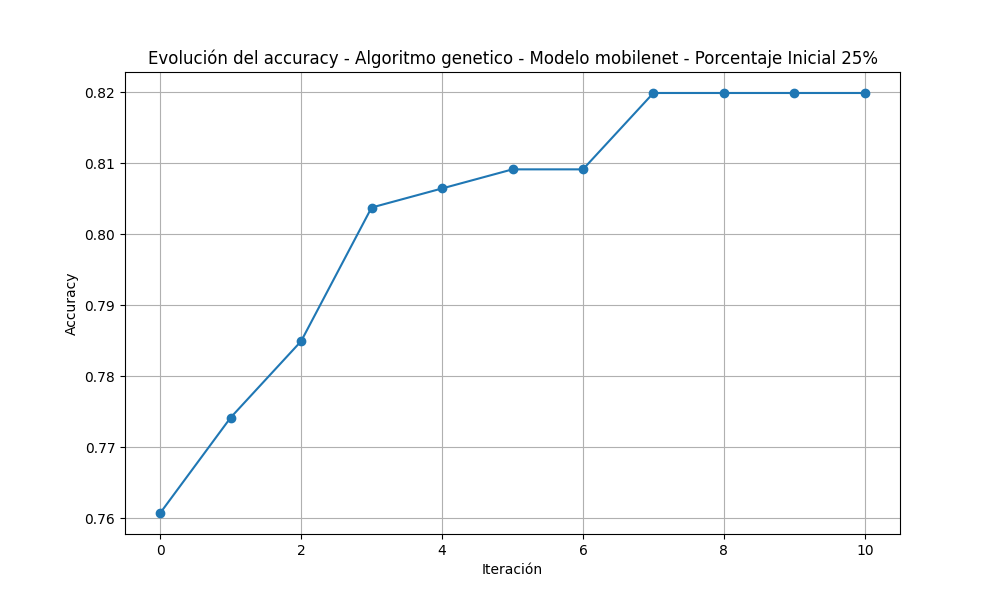 Evolución del accuracy - Algoritmo genetico - Modelo mobilenet - Porcentaje Inicial 25%
0.82
0.81
0.80
0.79
0.78
0.77
0.76
Accuracy
0 2 4 6 8 10
Iteración